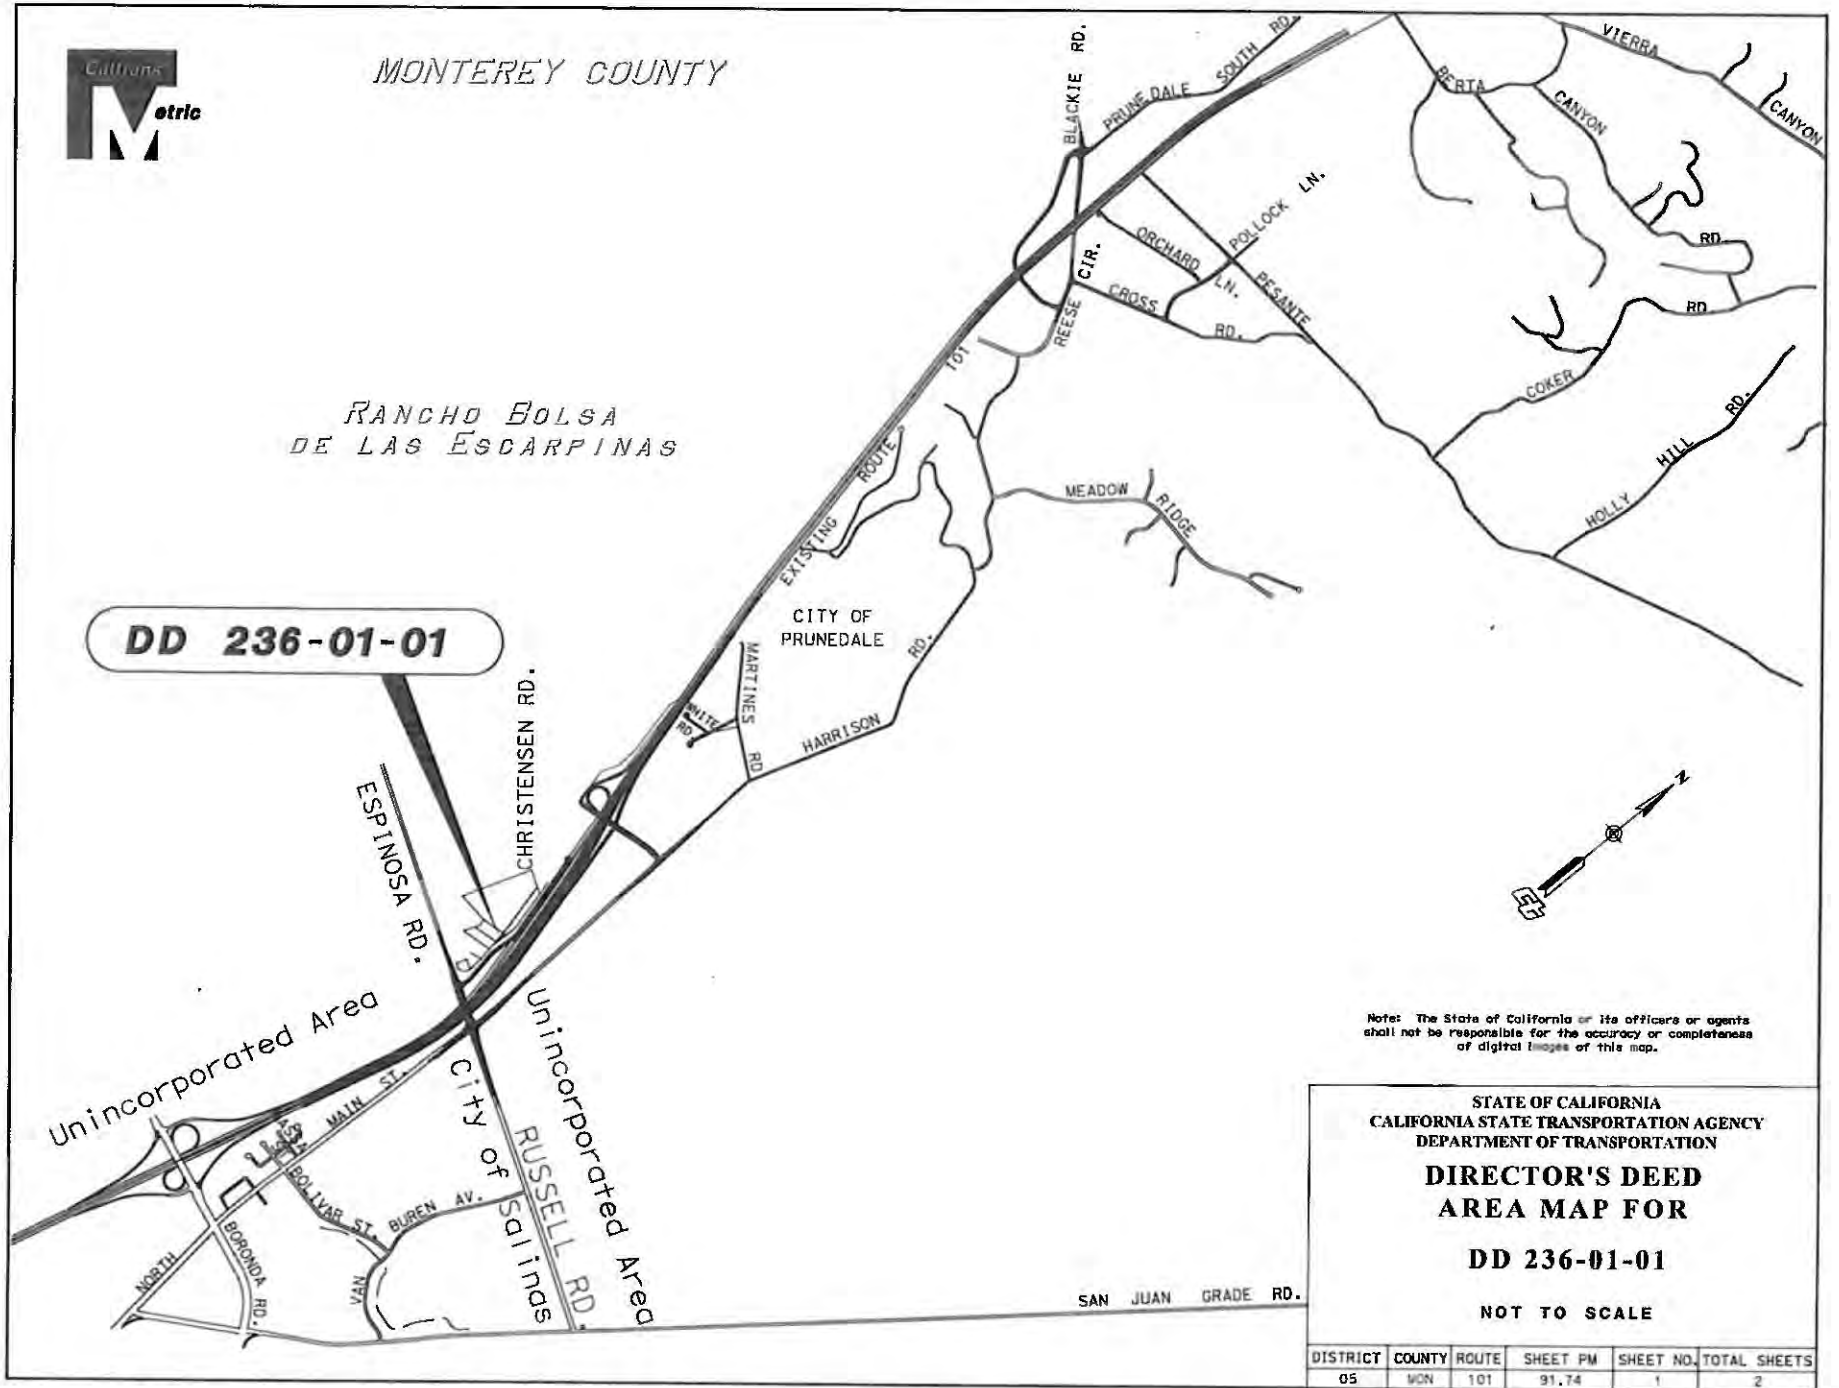 Caltrans
Metric
MONTEREY COUNTY
RANCHO BOLSA
DE LAS ESCARPINAS
DD 236-01-01
BLACKIE RD.
PRUNEDALE SOUTH RD.
VIERRA CANYON
BERTA CANYON RD
ORCHARD LN.
POLLOCK LN.
PESANTE
CROSS RD.
REESE CIR.
EXISTING ROUTE 101
COKER RD
HOLLY HILL RD.
MEADOW RIDGE
CITY OF
PRUNEDALE
MARTINES RD
WHITE
RD
HARRISON RD.
CHRISTENSEN RD.
ESPINOSA RD.
N
Unincorporated Area
Unincorporated Area
City of Salinas
RUSSELL RD.
NORTH MAIN ST.
BOLIVAR ST.
VAN BUREN AV.
BORONDA RD.
SAN JUAN GRADE RD.
Note: The State of California or its officers or agents
shall not be responsible for the accuracy or completeness
of digital images of this map.
STATE OF CALIFORNIA
CALIFORNIA STATE TRANSPORTATION AGENCY
DEPARTMENT OF TRANSPORTATION
DIRECTOR'S DEED
AREA MAP FOR
DD 236-01-01
NOT TO SCALE
DISTRICT COUNTY ROUTE SHEET PM SHEET NO. TOTAL SHEETS
05 MON 101 91.74 1 2